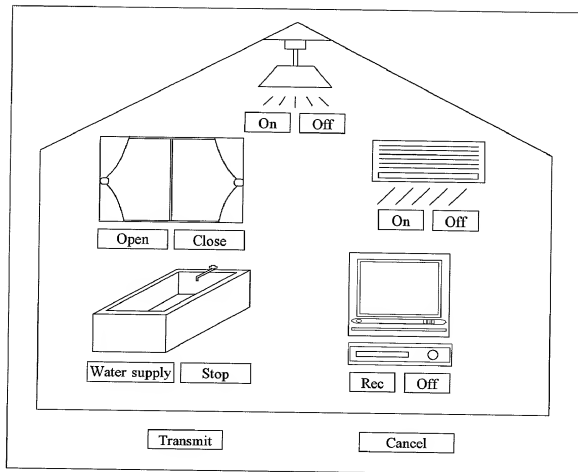 On Off
On Off
Open Close
Water supply Stop
Rec Off
Transmit Cancel